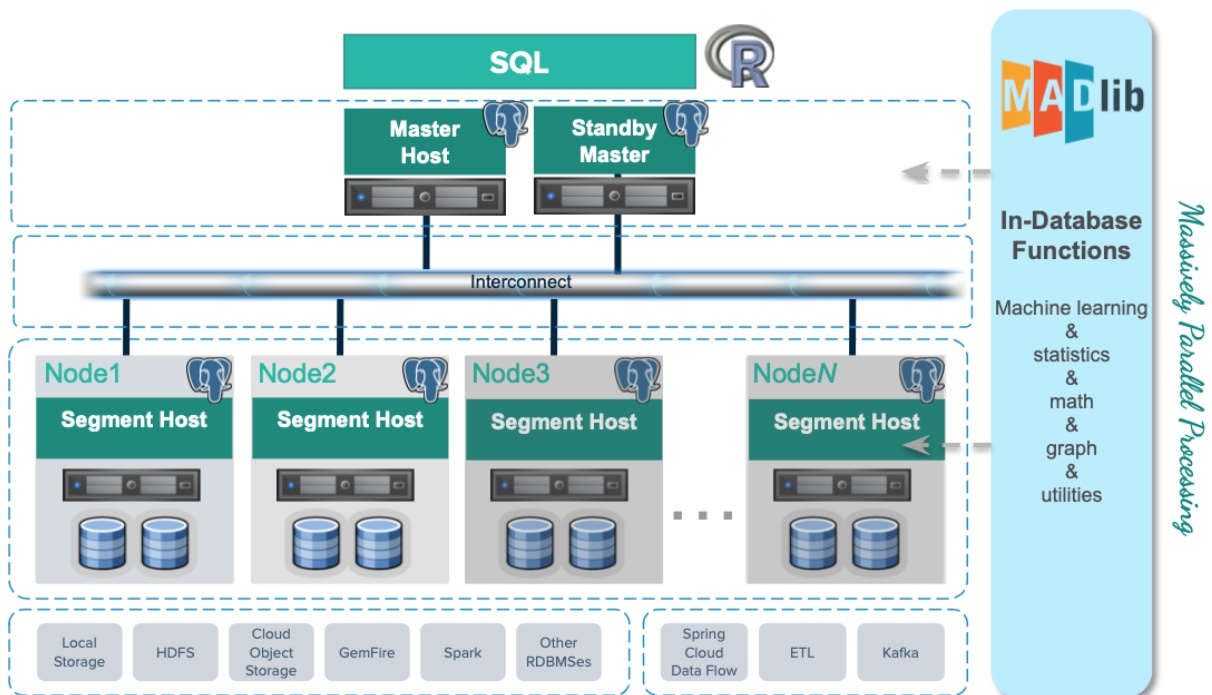 SQL
R
MADlib
Master
Host
Standby
Master
In-Database
Functions
Machine learning
&
statistics
&
math
&
graph
&
utilities
Massively Parallel Processing
Interconnect
Node1
Segment Host
Node2
Segment Host
Node3
Segment Host
...
NodeN
Segment Host
Local
Storage
HDFS
Cloud
Object
Storage
GemFire
Spark
Other
RDBMSes
Spring
Cloud
Data Flow
ETL
Kafka